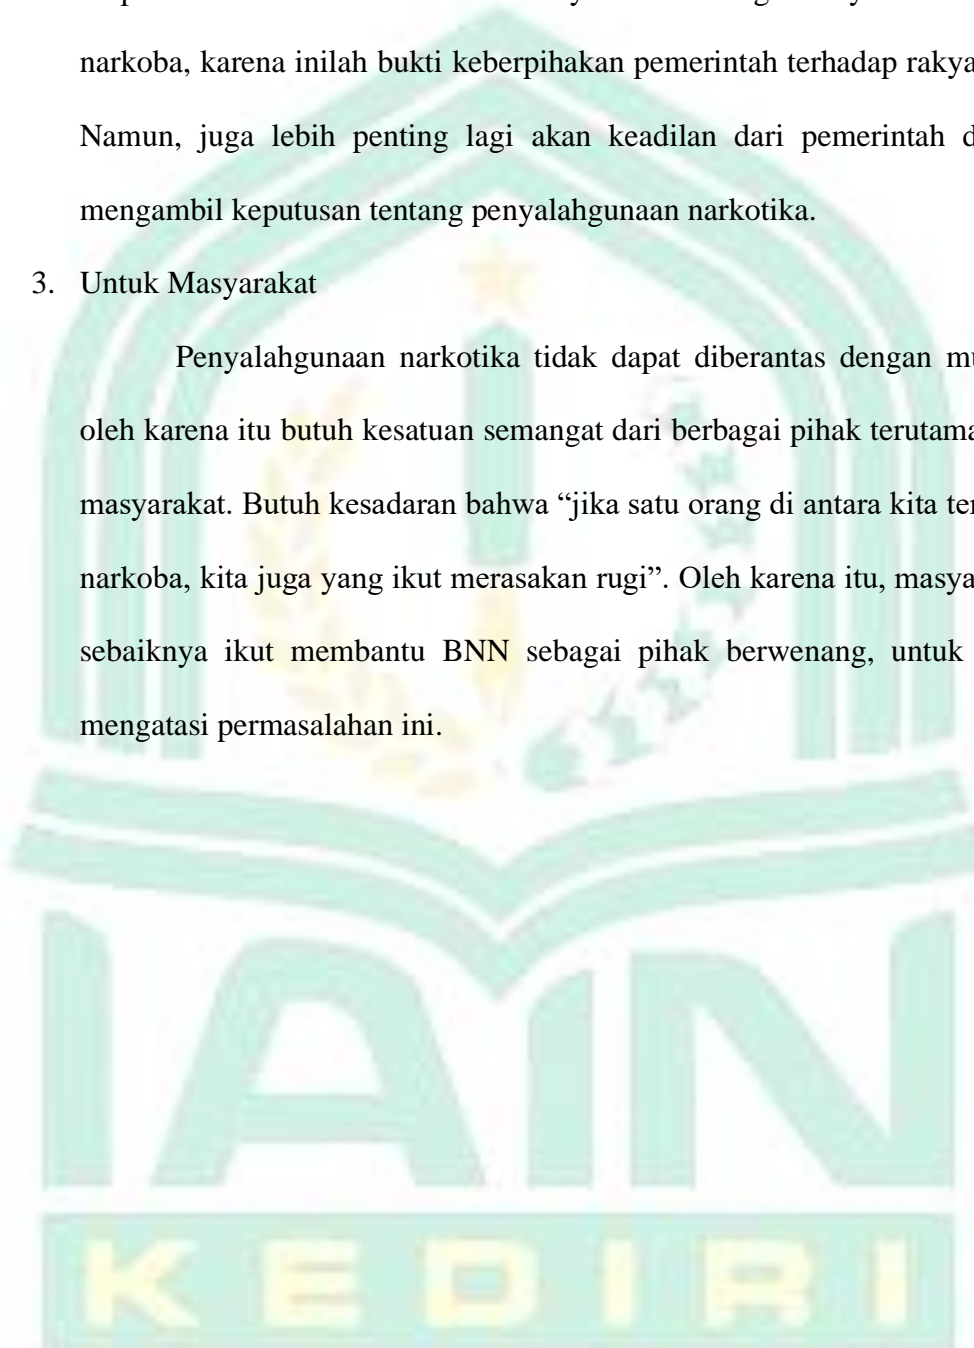 narkoba, karena inilah bukti keberpihakan pemerintah terhadap
Namun, juga lebih penting lagi akan keadilan dari pemerintah
mengambil keputusan tentang penyalahgunaan narkotika.
3. Untuk Masyarakat
Penyalahgunaan narkotika tidak dapat diberantas dengan
oleh karena itu butuh kesatuan semangat dari berbagai pihak terutama
masyarakat. Butuh kesadaran bahwa “jika satu orang di antara kita
narkoba, kita juga yang ikut merasakan rugi”. Oleh karena itu,
sebaiknya ikut membantu BNN sebagai pihak berwenang, untuk
mengatasi permasalahan ini.
IAIN
KEDIRI